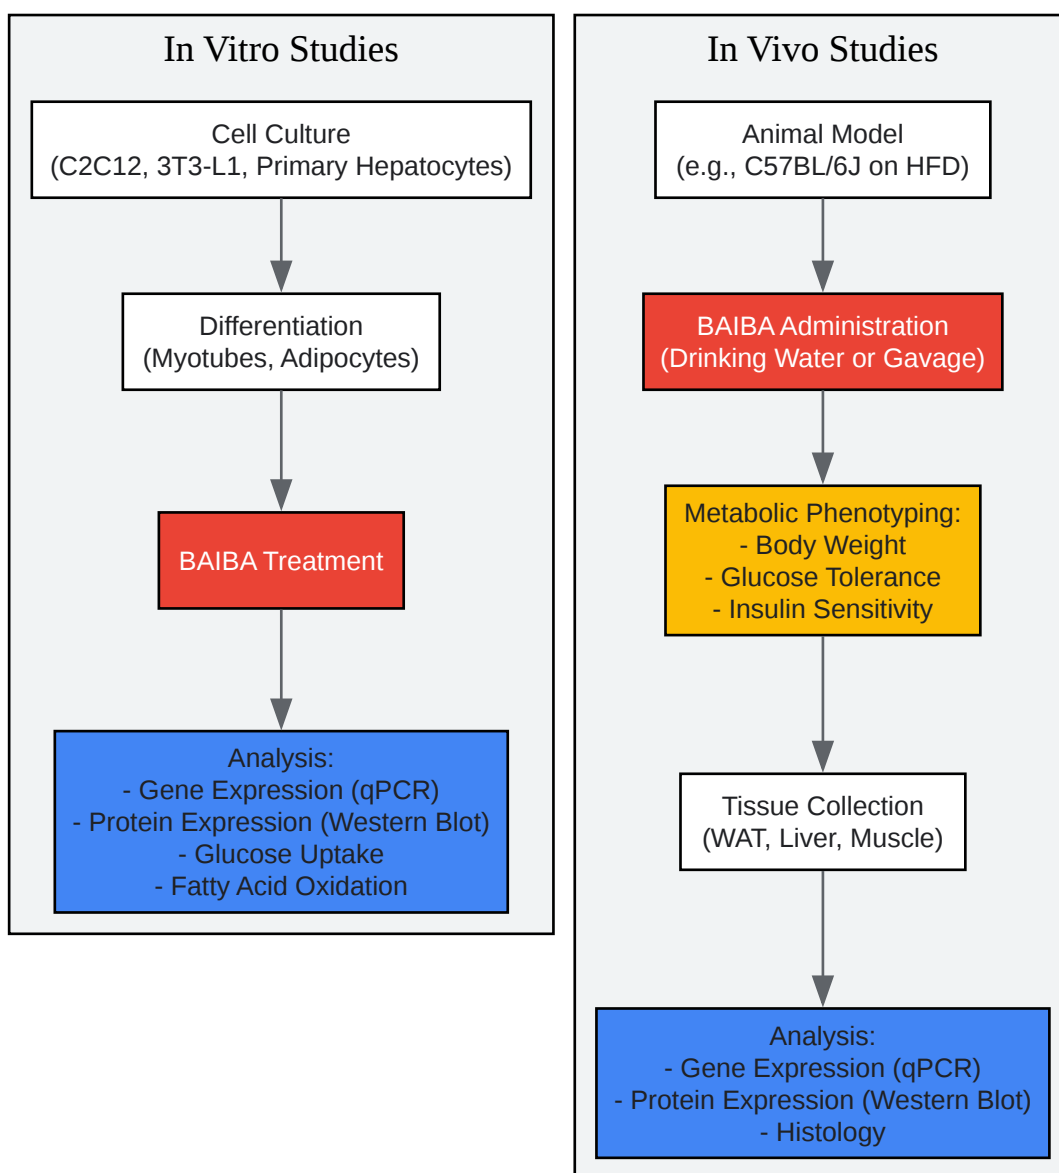 In Vitro Studies
Cell Culture
(C2C12, 3T3-L1, Primary Hepatocytes)
Differentiation
(Myotubes, Adipocytes)
BAIBA Treatment
Analysis:
- Gene Expression (qPCR)
- Protein Expression (Western Blot)
- Glucose Uptake
- Fatty Acid Oxidation
In Vivo Studies
Animal Model
(e.g., C57BL/6J on HFD)
BAIBA Administration
(Drinking Water or Gavage)
Metabolic Phenotyping:
- Body Weight
- Glucose Tolerance
- Insulin Sensitivity
Tissue Collection
(WAT, Liver, Muscle)
Analysis:
- Gene Expression (qPCR)
- Protein Expression (Western Blot)
- Histology